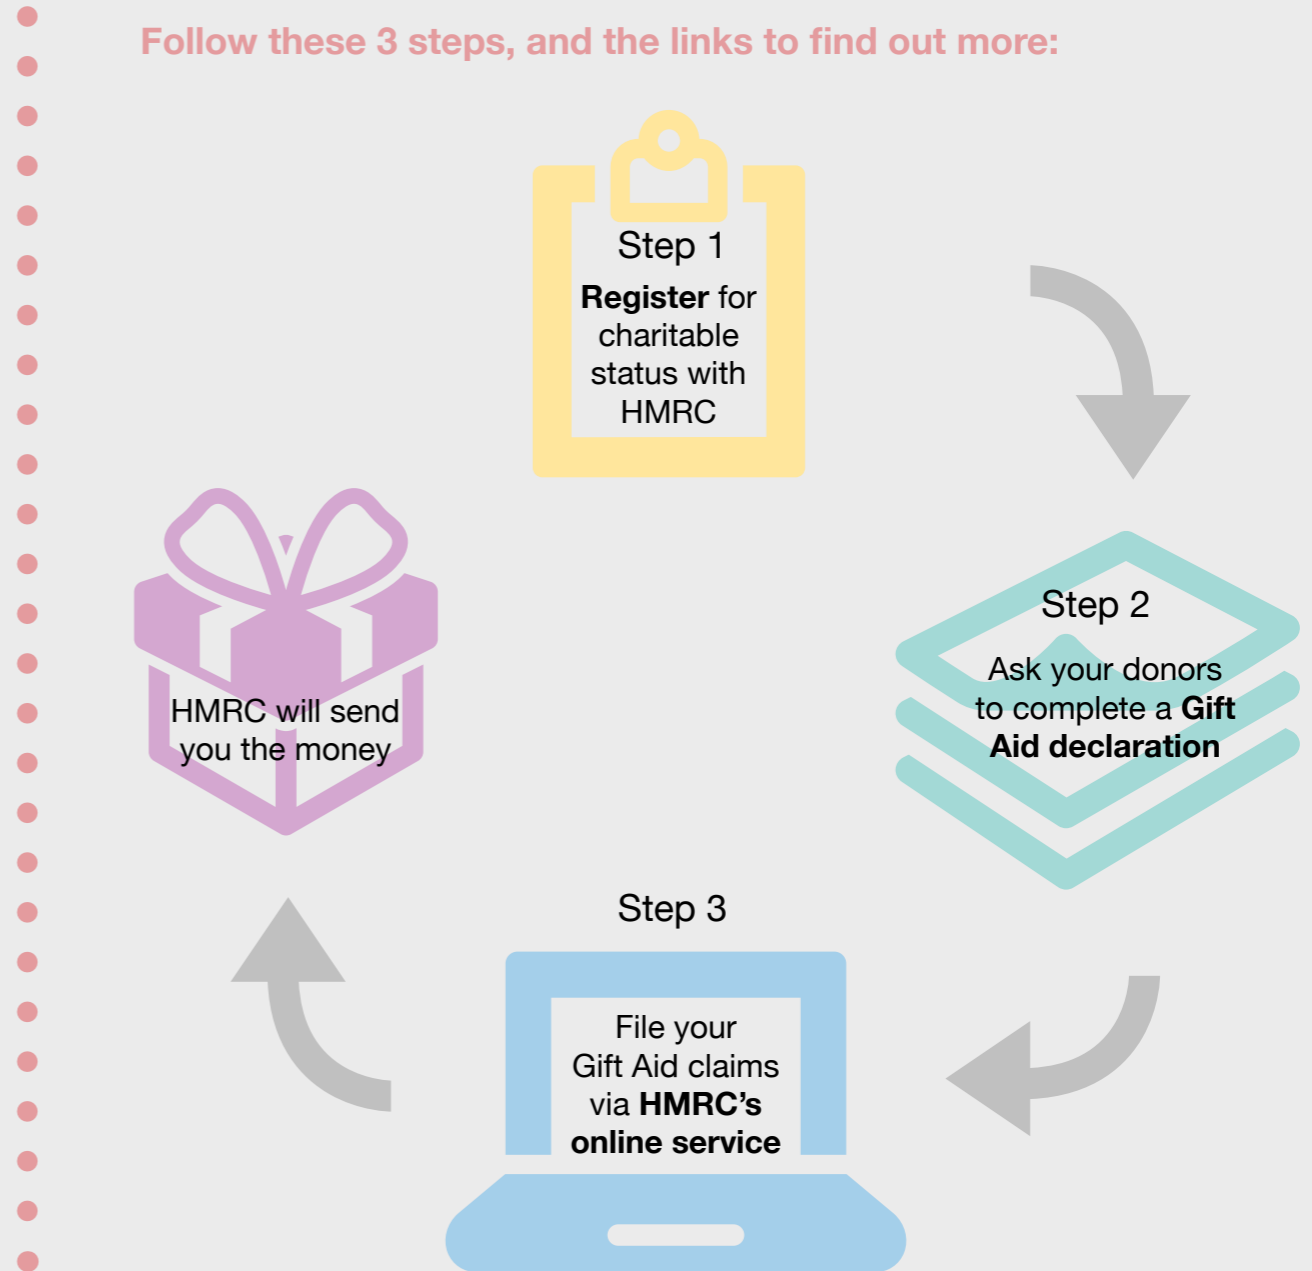 Follow these 3 steps, and the links to find out more:
Step 1
Register for
charitable
status with
HMRC
Step 2
Ask your donors
to complete a Gift
Aid declaration
Step 3
File your
Gift Aid claims
via HMRC’s
online service
HMRC will send
you the money